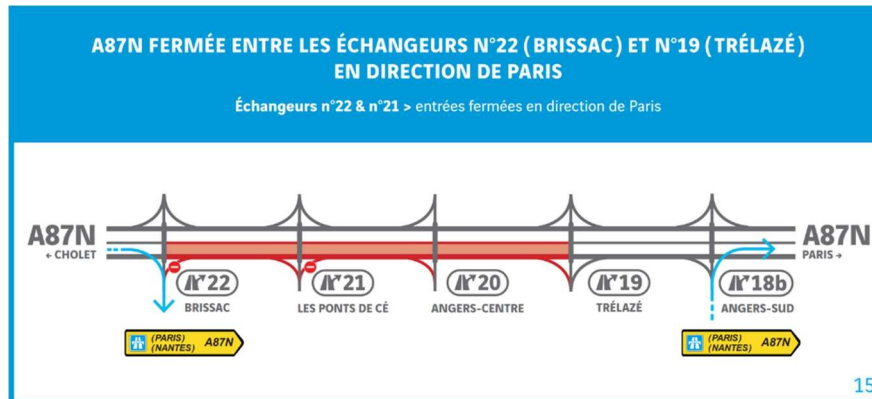 A87N FERMÉE ENTRE LES ÉCHANGEURS N°22 (BRISSAC) ET N°19 (TRÉLAZÉ)
EN DIRECTION DE PARIS
Échangeurs n°22 & n°21 > entrées fermées en direction de Paris
A87N
← CHOLET
A87N
PARIS →
22
BRISSAC
21
LES PONTS DE CÉ
20
ANGERS-CENTRE
19
TRÉLAZÉ
18b
ANGERS-SUD
(PARIS)
(NANTES) A87N
(PARIS)
(NANTES) A87N
15